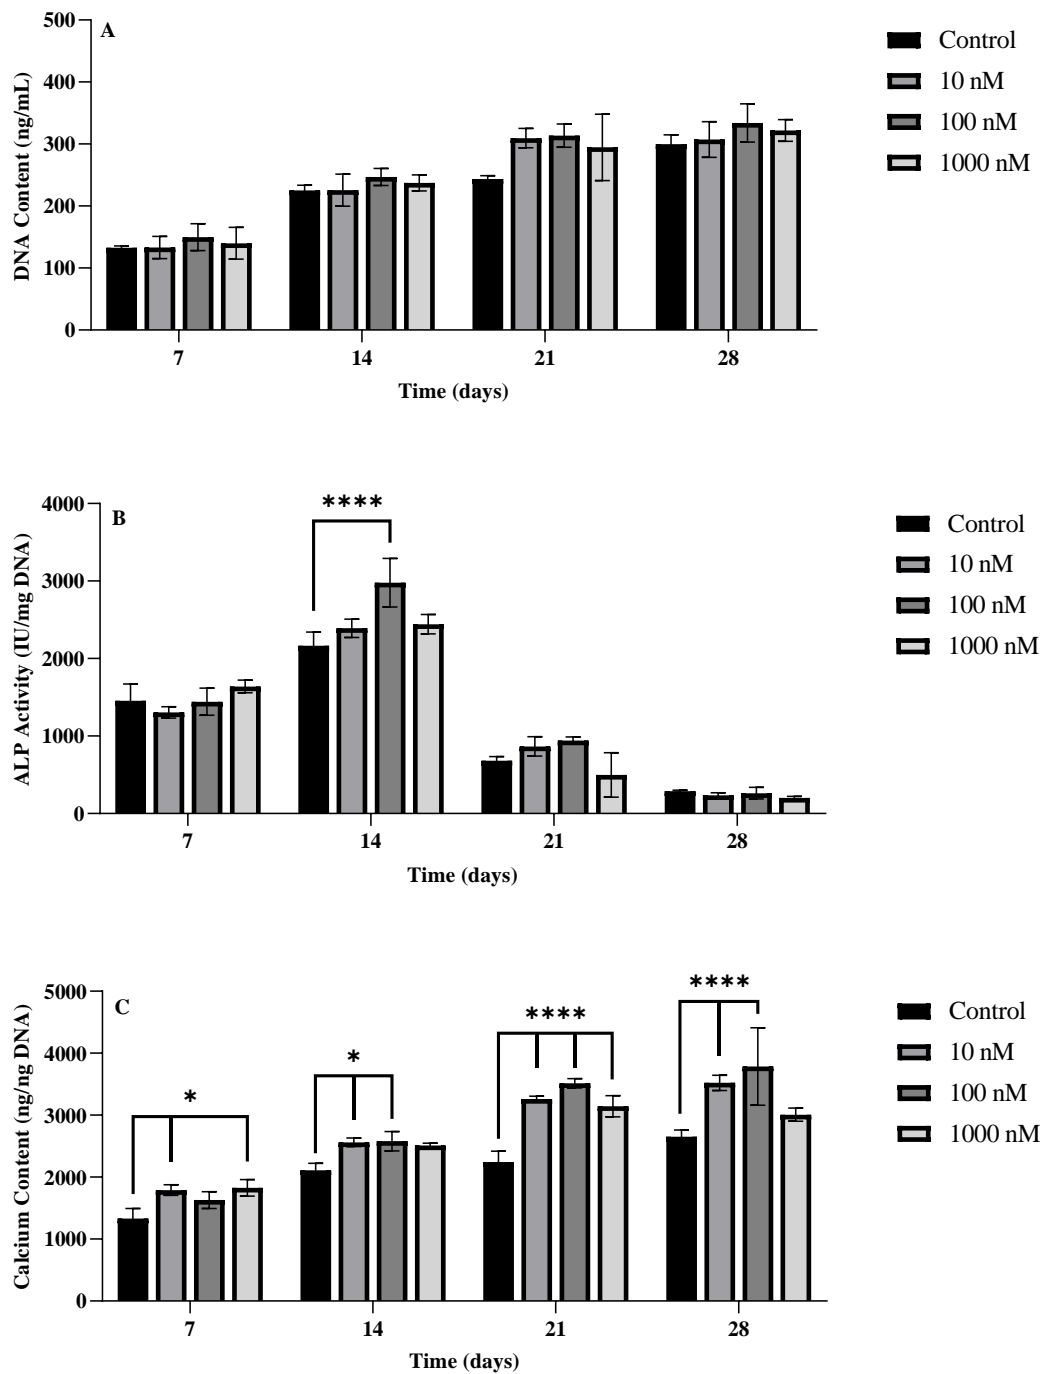 A
DNA Content (ng/mL)
500
400
300
200
100
0
7 14 21 28
Time (days)
Control
10 nM
100 nM
1000 nM
B
ALP Activity (IU/mg DNA)
4000
3000
2000
1000
0
****
7 14 21 28
Time (days)
Control
10 nM
100 nM
1000 nM
C
Calcium Content (ng/ng DNA)
5000
4000
3000
2000
1000
0
*
*
****
****
7 14 21 28
Time (days)
Control
10 nM
100 nM
1000 nM